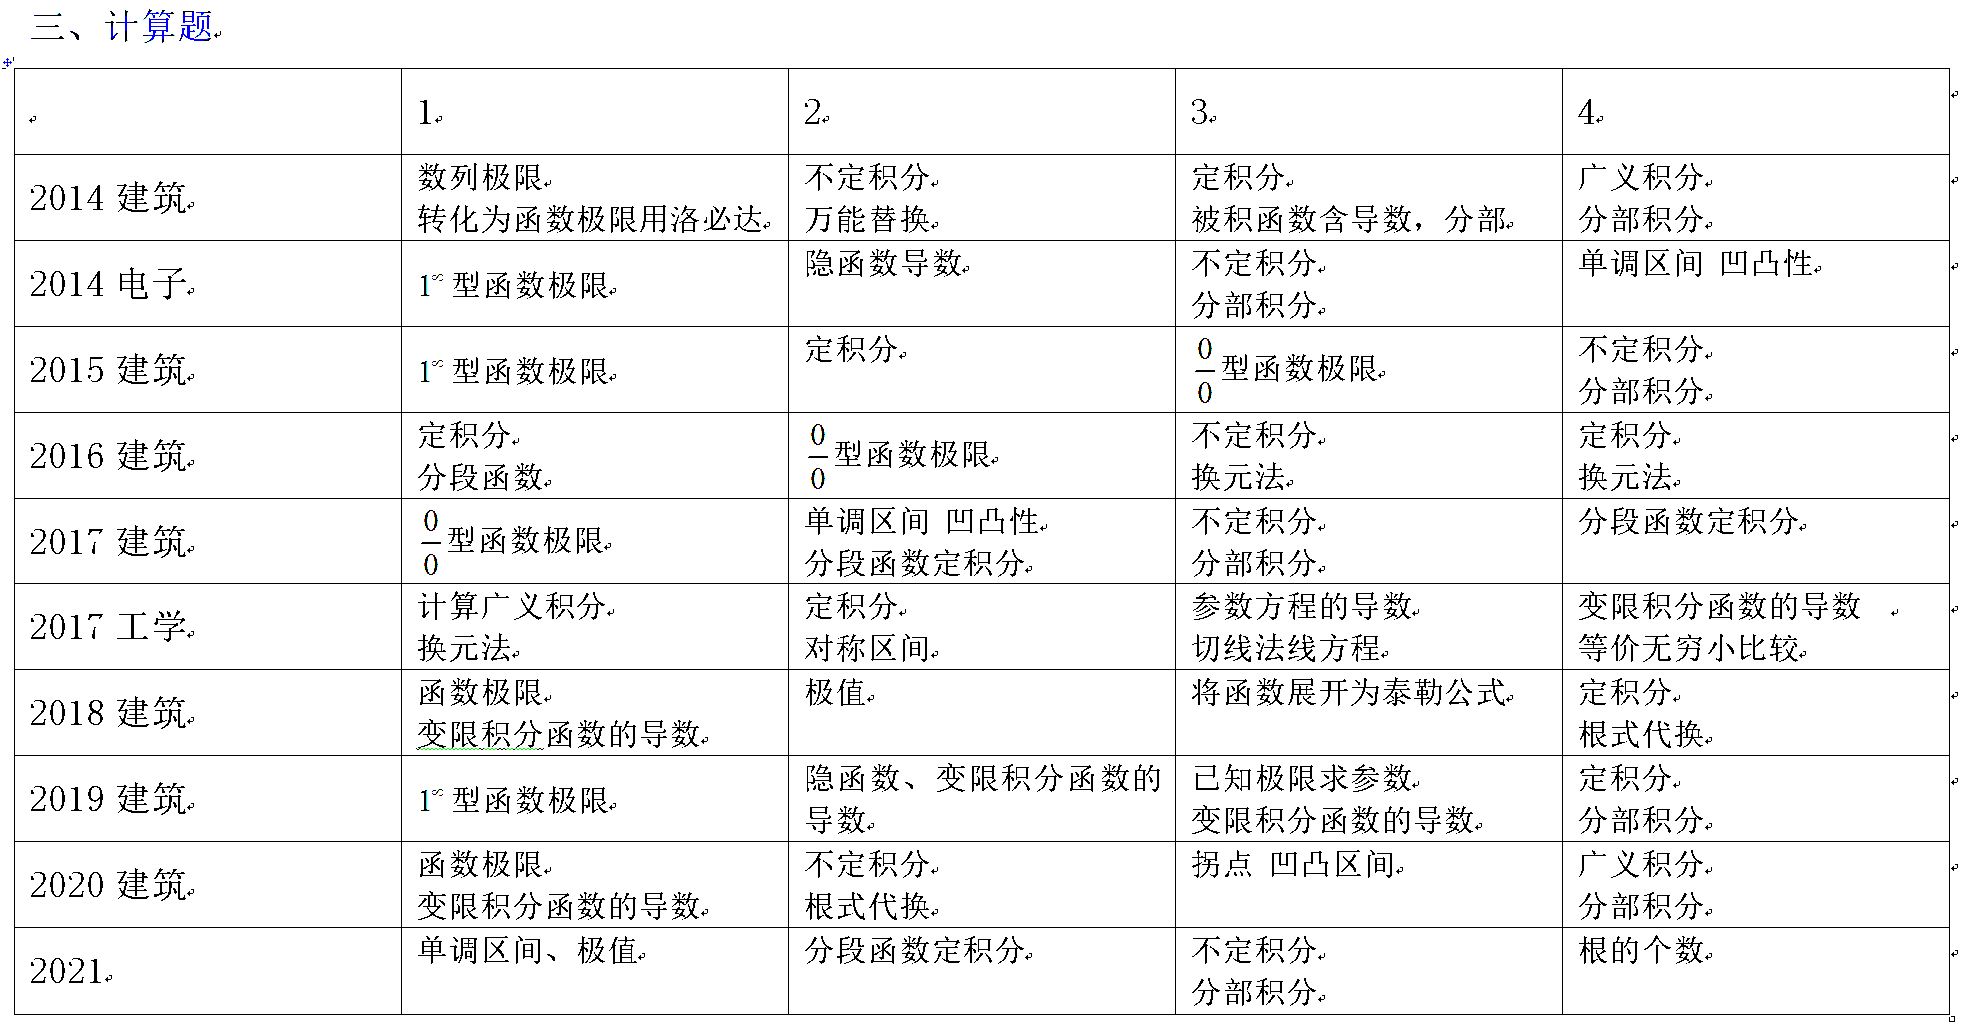 三、计算题
1 2 3 4
2014 建筑
数列极限
转化为函数极限用洛必达
不定积分
万能替换
定积分
被积函数含导数，分部
广义积分
分部积分
2014 电子
1^∞ 型函数极限
隐函数导数
不定积分
分部积分
单调区间 凹凸性
2015 建筑
1^∞ 型函数极限
定积分
0/0 型函数极限
不定积分
分部积分
2016 建筑
定积分
分段函数
0/0 型函数极限
不定积分
换元法
定积分
换元法
2017 建筑
0/0 型函数极限
单调区间 凹凸性
分段函数定积分
不定积分
分部积分
分段函数定积分
2017 工学
计算广义积分
换元法
定积分
对称区间
参数方程的导数
切线法线方程
变限积分函数的导数
等价无穷小比较
2018 建筑
函数极限
变限积分函数的导数
极值
将函数展开为泰勒公式
定积分
根式代换
2019 建筑
1^∞ 型函数极限
隐函数、变限积分函数的
导数
已知极限求参数
变限积分函数的导数
定积分
分部积分
2020 建筑
函数极限
变限积分函数的导数
不定积分
根式代换
拐点 凹凸区间
广义积分
分部积分
2021
单调区间、极值
分段函数定积分
不定积分
分部积分
根的个数